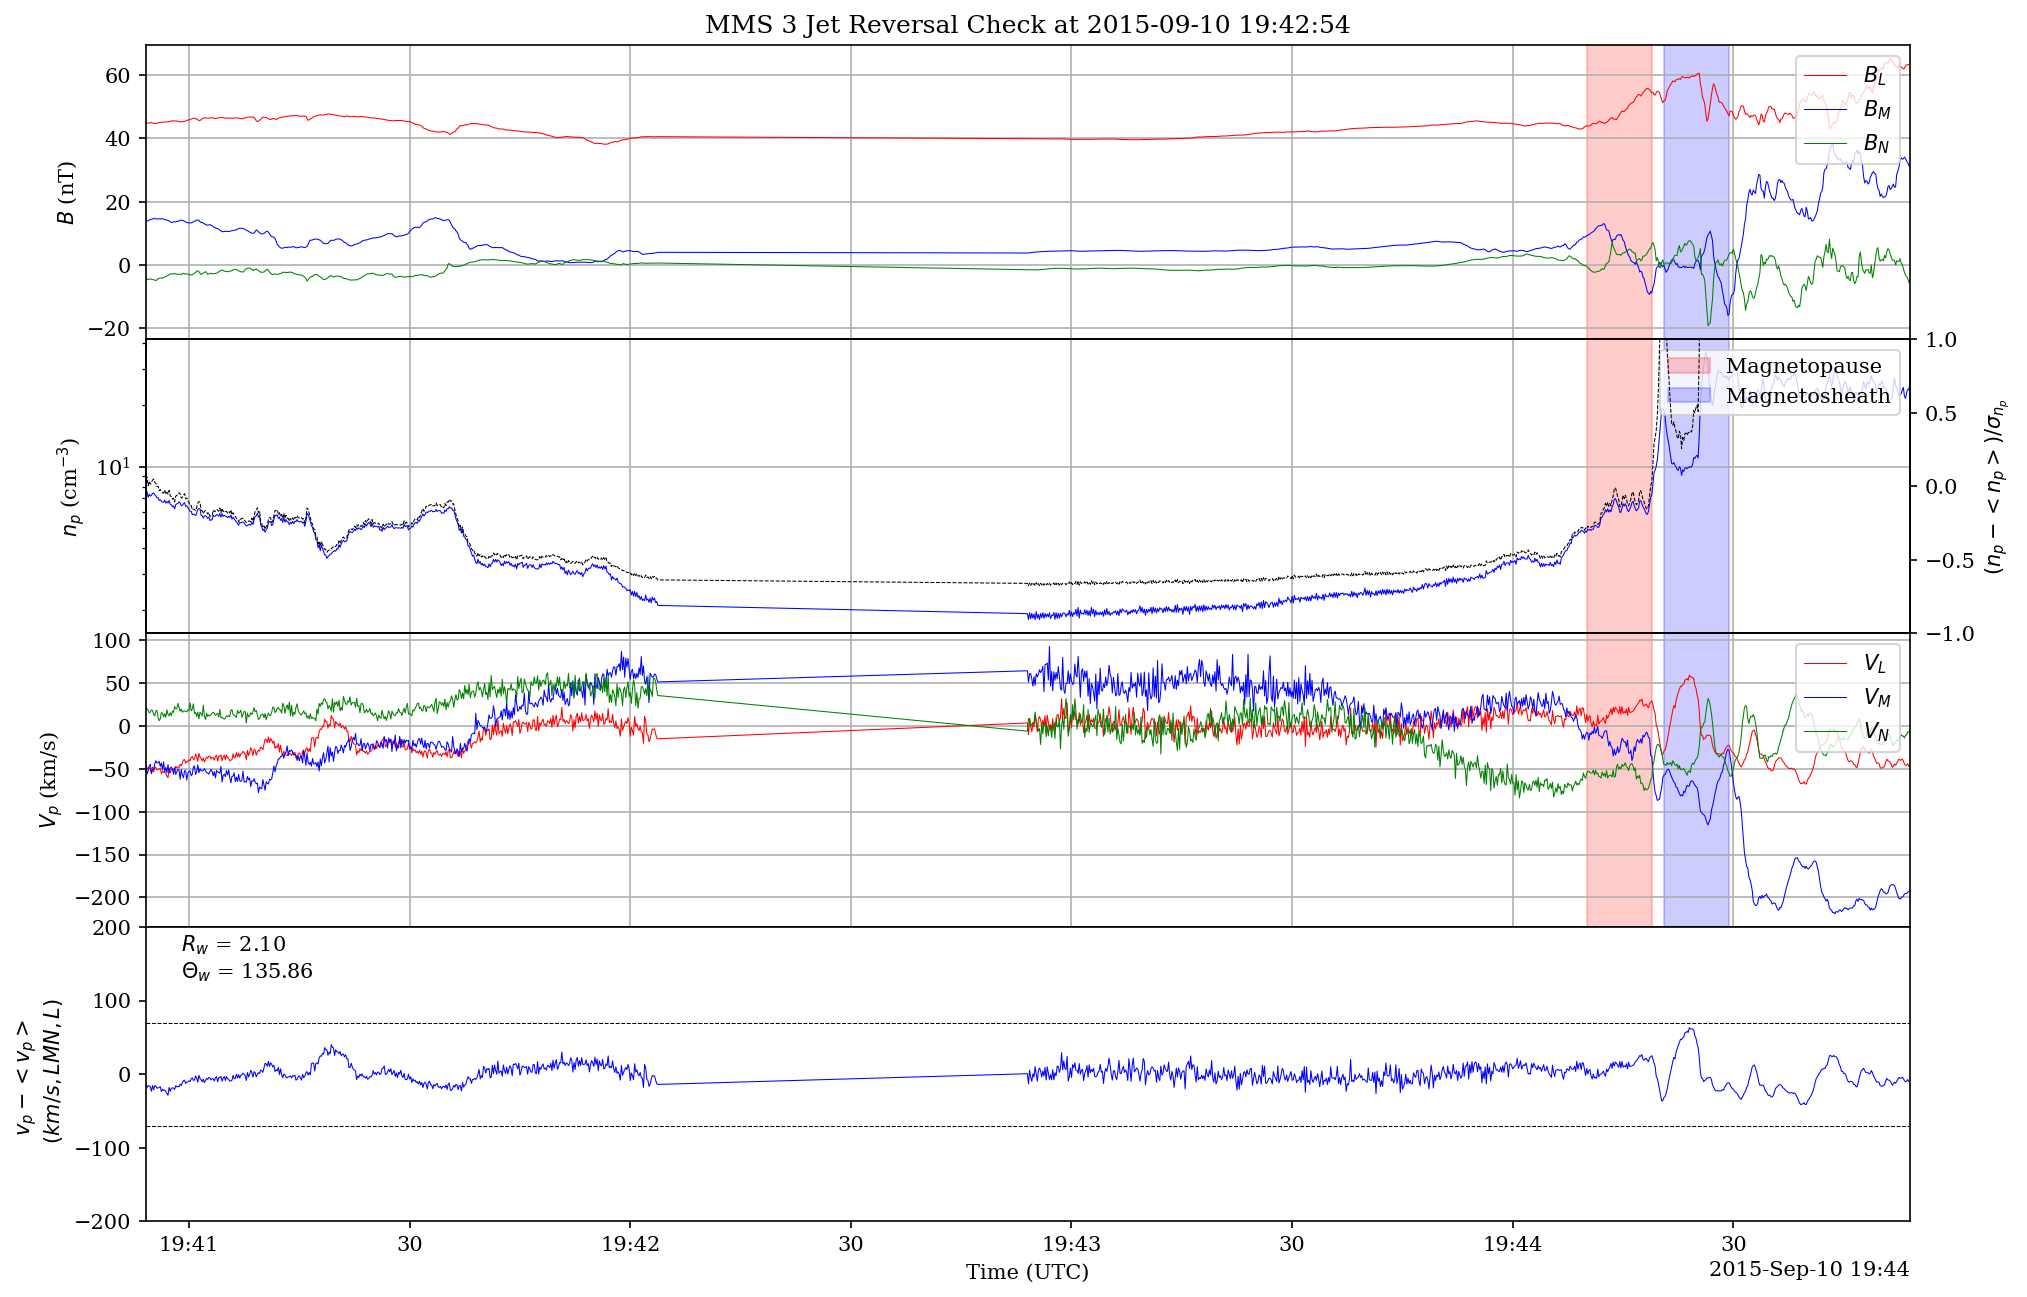 MMS 3 Jet Reversal Check at 2015-09-10 19:42:54
60
40
20
0
−20
B (nT)
B_L
B_M
B_N
10^1
n_p (cm^−3)
1.0
0.5
0.0
−0.5
−1.0
(n_p − < n_p > )/σ_{n_p}
Magnetopause
Magnetosheath
100
50
0
−50
−100
−150
−200
V_p (km/s)
V_L
V_M
V_N
200
100
0
−100
−200
v_p − < v_p >
(km/s, LMN, L)
R_w = 2.10
Θ_w = 135.86
19:41
30
19:42
30
19:43
30
19:44
30
Time (UTC)
2015-Sep-10 19:44